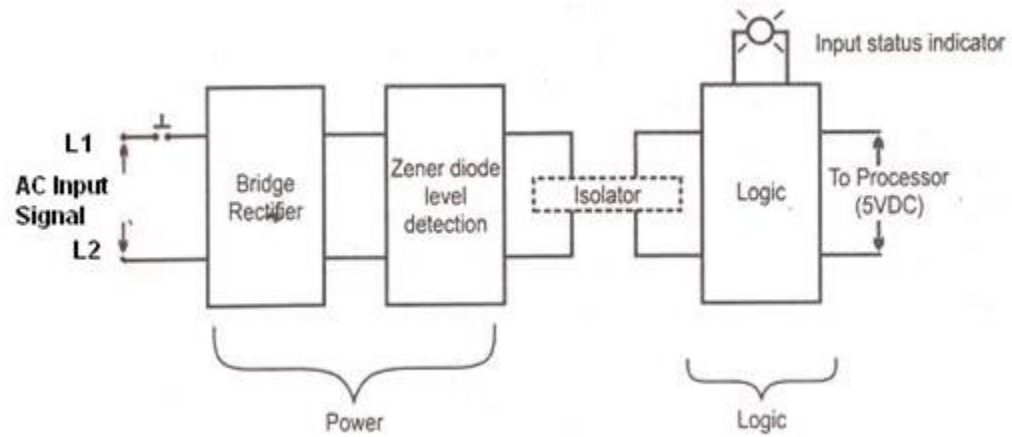 Input status indicator
L1
AC Input
Signal
L2
Bridge
Rectifier
Zener diode
level
detection
Isolator
Logic
To Processor
(5VDC)
Power
Logic